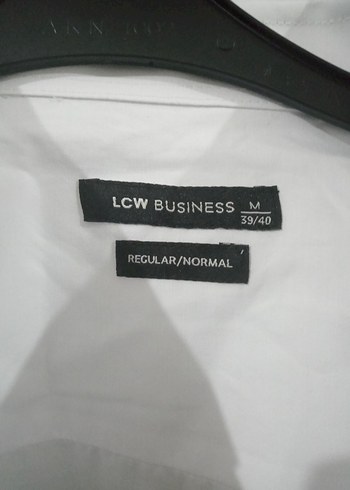 LCW BUSINESS M
39/40
REGULAR/NORMAL